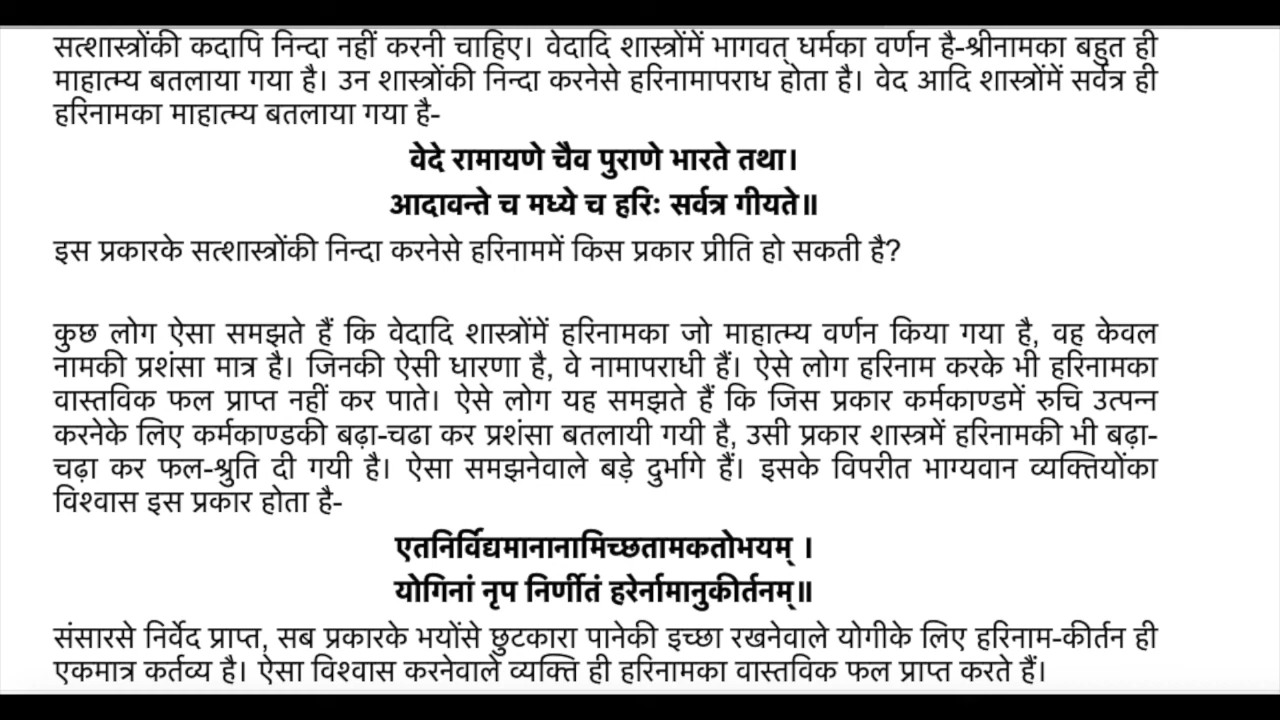 सत्शास्त्रोंकी कदापि निन्दा नहीं करनी चाहिए। वेदादि शास्त्रोंमें भागवत् धर्मका वर्णन है-श्रीनामका बहुत ही
माहात्म्य बतलाया गया है। उन शास्त्रोंकी निन्दा करनेसे हरिनामापराध होता है। वेद आदि शास्त्रोंमें सर्वत्र ही
हरिनामका माहात्म्य बतलाया गया है-
वेदे रामायणे चैव पुराणे भारते तथा।
आदावन्ते च मध्ये च हरिः सर्वत्र गीयते॥
इस प्रकारके सत्शास्त्रोंकी निन्दा करनेसे हरिनाममें किस प्रकार प्रीति हो सकती है?
कुछ लोग ऐसा समझते हैं कि वेदादि शास्त्रोंमें हरिनामका जो माहात्म्य वर्णन किया गया है, वह केवल
नामकी प्रशंसा मात्र है। जिनकी ऐसी धारणा है, वे नामापराधी हैं। ऐसे लोग हरिनाम करके भी हरिनामका
वास्तविक फल प्राप्त नहीं कर पाते। ऐसे लोग यह समझते हैं कि जिस प्रकार कर्मकाण्डमें रुचि उत्पन्न
करनेके लिए कर्मकाण्डकी बढ़ा-चढा कर प्रशंसा बतलायी गयी है, उसी प्रकार शास्त्रमें हरिनामकी भी बढ़ा-
चढ़ा कर फल-श्रुति दी गयी है। ऐसा समझनेवाले बड़े दुर्भागे हैं। इसके विपरीत भाग्यवान व्यक्तियोंका
विश्वास इस प्रकार होता है-
एतनिर्विद्यमानानामिच्छतामकतोभयम् ।
योगिनां नृप निर्णीतं हरेर्नामानुकीर्तनम्॥
संसारसे निर्वेद प्राप्त, सब प्रकारके भयोंसे छुटकारा पानेकी इच्छा रखनेवाले योगीके लिए हरिनाम-कीर्तन ही
एकमात्र कर्तव्य है। ऐसा विश्वास करनेवाले व्यक्ति ही हरिनामका वास्तविक फल प्राप्त करते हैं।